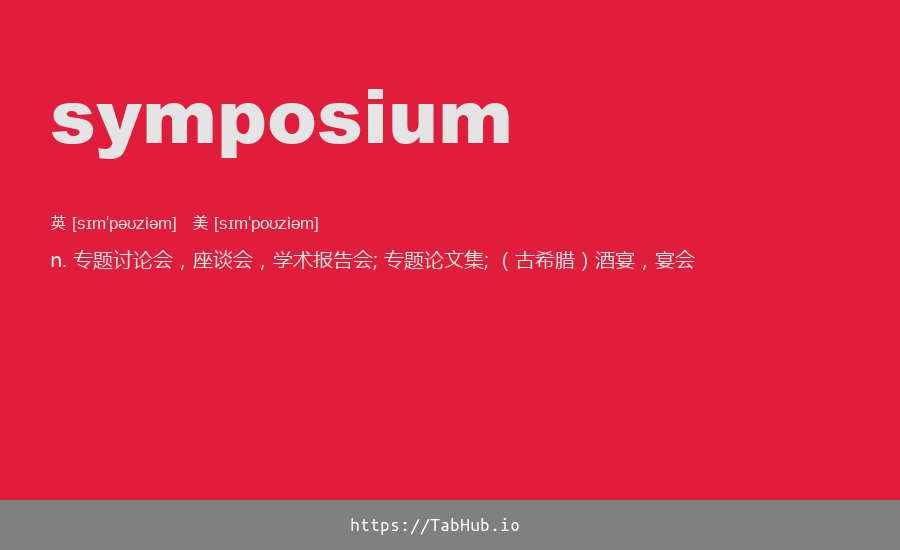 symposium
英 [sɪmˈpəʊziəm]   美 [sɪmˈpoʊziəm]
n. 专题讨论会，座谈会，学术报告会; 专题论文集; （古希腊）酒宴，宴会
https://TabHub.io